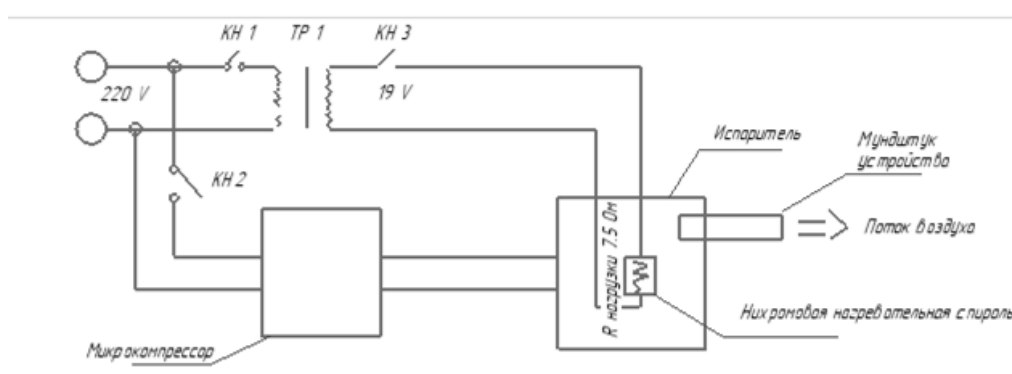 КН 1 ТР 1 КН 3
220 V
19 V
КН 2
Испаритель
Мундштук
устройства
Поток воздуха
R нагрузки 7.5 Ом
Нихромовая нагревательная спираль
Микрокомпрессор